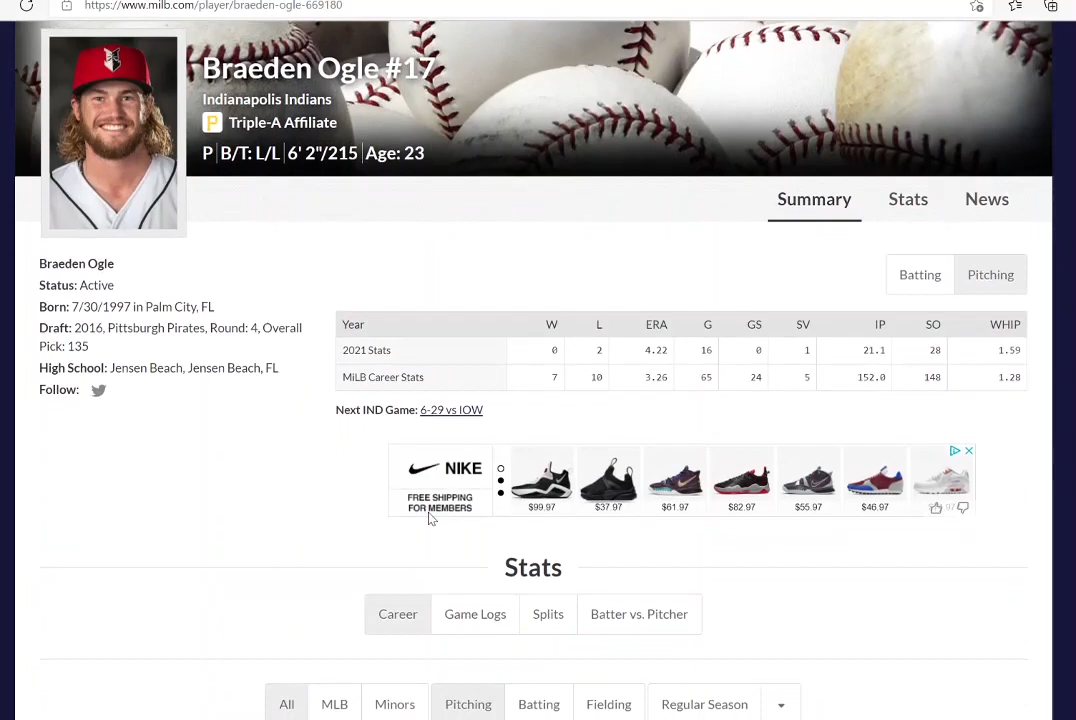 https://www.milb.com/player/braeden-ogle-669180
Braeden Ogle #17
Indianapolis Indians
P Triple-A Affiliate
P B/T: L/L 6' 2"/215 Age: 23
Summary Stats News
Braeden Ogle
Status: Active
Born: 7/30/1997 in Palm City, FL
Draft: 2016, Pittsburgh Pirates, Round: 4, Overall
Pick: 135
High School: Jensen Beach, Jensen Beach, FL
Follow:
Batting Pitching
Year W L ERA G GS SV IP SO WHIP
2021 Stats 0 2 4.22 16 0 1 21.1 28 1.59
MiLB Career Stats 7 10 3.26 65 24 5 152.0 148 1.28
Next IND Game: 6-29 vs IOW
NIKE
FREE SHIPPING
FOR MEMBERS
$99.97 $37.97 $61.97 $82.97 $55.97 $46.97
Stats
Career Game Logs Splits Batter vs. Pitcher
All MLB Minors Pitching Batting Fielding Regular Season